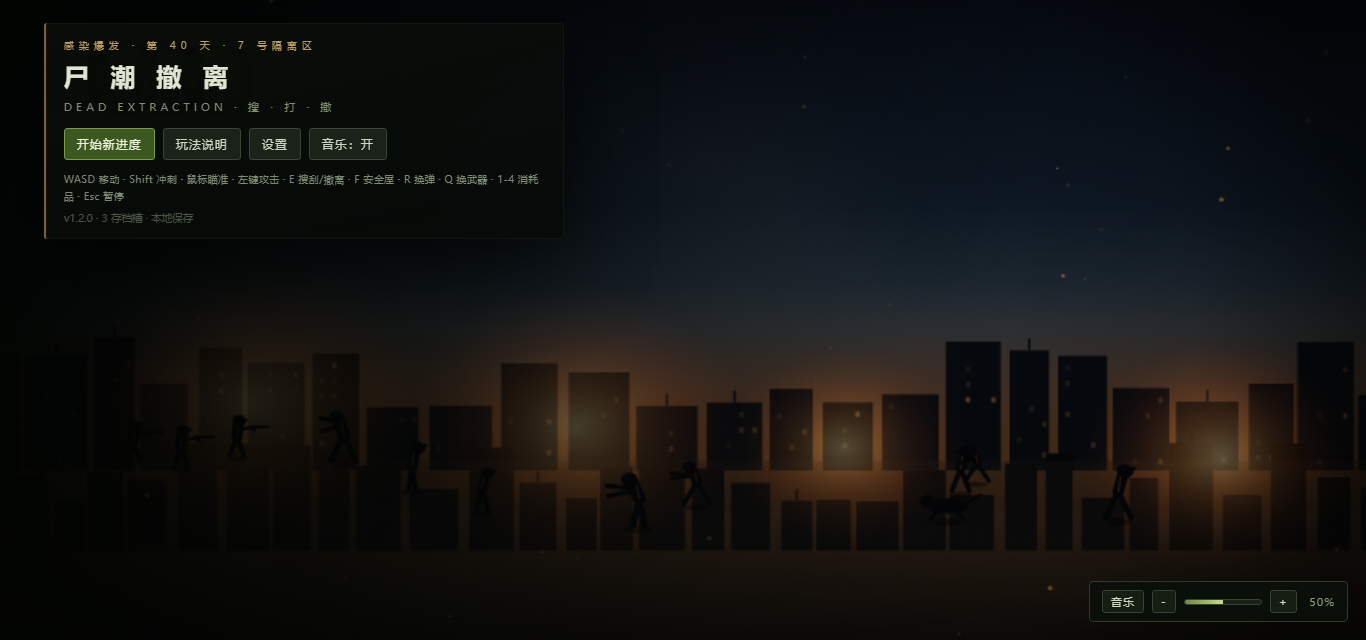 感染爆发 · 第 40 天 · 7 号隔离区
尸潮撤离
DEAD EXTRACTION · 搜 · 打 · 撤
开始新进度 玩法说明 设置 音乐: 开
WASD 移动 · Shift 冲刺 · 鼠标瞄准 · 左键攻击 · E 搜刮/撤离 · F 安全屋 · R 换弹 · Q 换武器 · 1-4 消耗
品 · Esc 暂停
v1.2.0 · 3 存档槽 · 本地保存
音乐 - + 50%